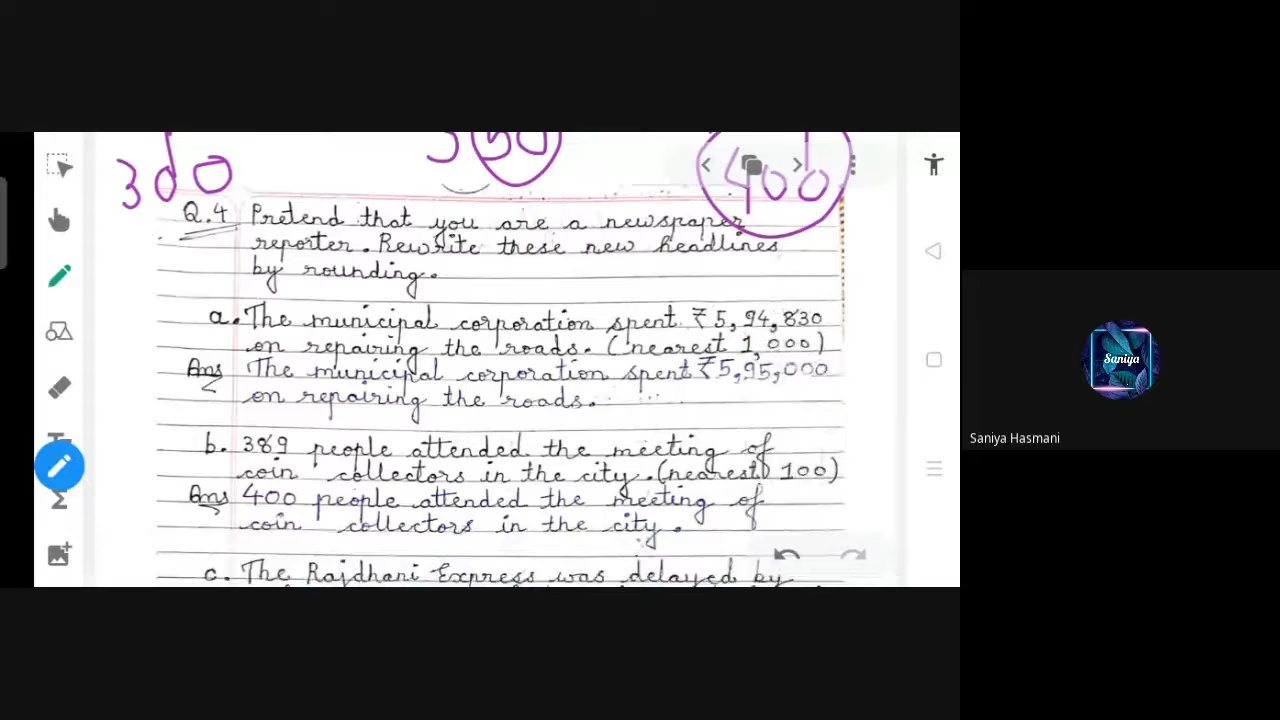 300
350
400
Q.4 Pretend that you are a newspaper
reporter. Rewrite these new headlines
by rounding.
a. The municipal corporation spent ₹5,94,830
on repairing the roads. (nearest 1,000)
Ans The municipal corporation spent ₹5,95,000
on repairing the roads.
b. 389 people attended the meeting of
coin collectors in the city. (nearest 100)
Ans 400 people attended the meeting of
coin collectors in the city.
c. The Rajdhani Express was delayed by
Saniya
Saniya Hasmani